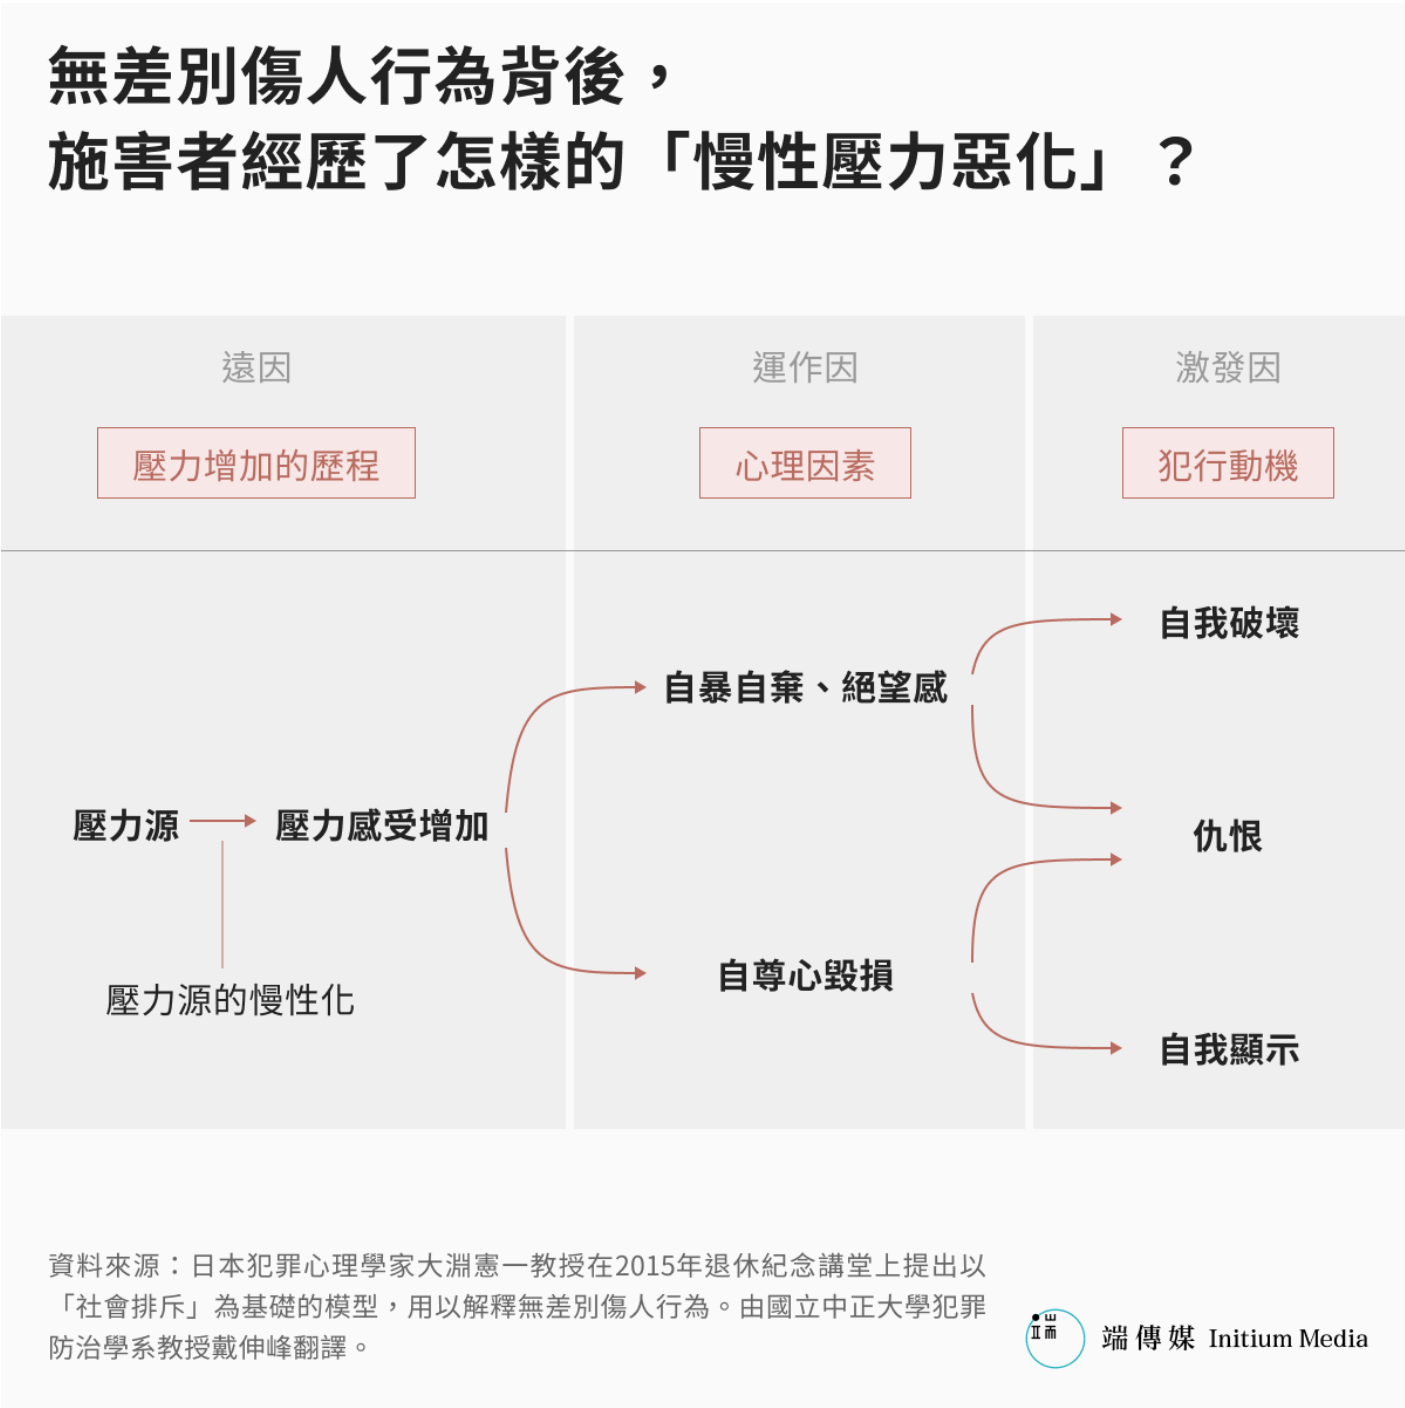 無差別傷人行為背後，
施害者經歷了怎樣的「慢性壓力惡化」？
遠因
運作因
激發因
壓力增加的歷程
心理因素
犯行動機
自我破壞
自暴自棄、絕望感
壓力源
壓力感受增加
仇恨
自尊心毀損
壓力源的慢性化
自我顯示
資料來源：日本犯罪心理學家大淵憲一教授在2015年退休紀念講堂上提出以
「社會排斥」為基礎的模型，用以解釋無差別傷人行為。由國立中正大學犯罪
防治學系教授戴伸峰翻譯。
端
端傳媒 Initium Media